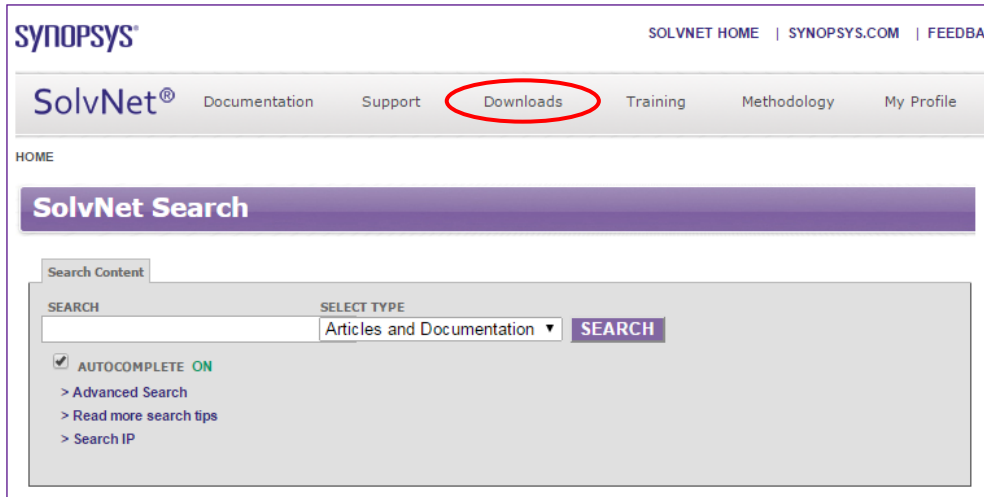 SYNOPSYS®
SOLVNET HOME | SYNOPSYS.COM | FEEDBA
SolvNet® Documentation Support Downloads Training Methodology My Profile
HOME
SolvNet Search
Search Content
SEARCH SELECT TYPE
Articles and Documentation ▼ SEARCH
AUTOCOMPLETE ON
> Advanced Search
> Read more search tips
> Search IP